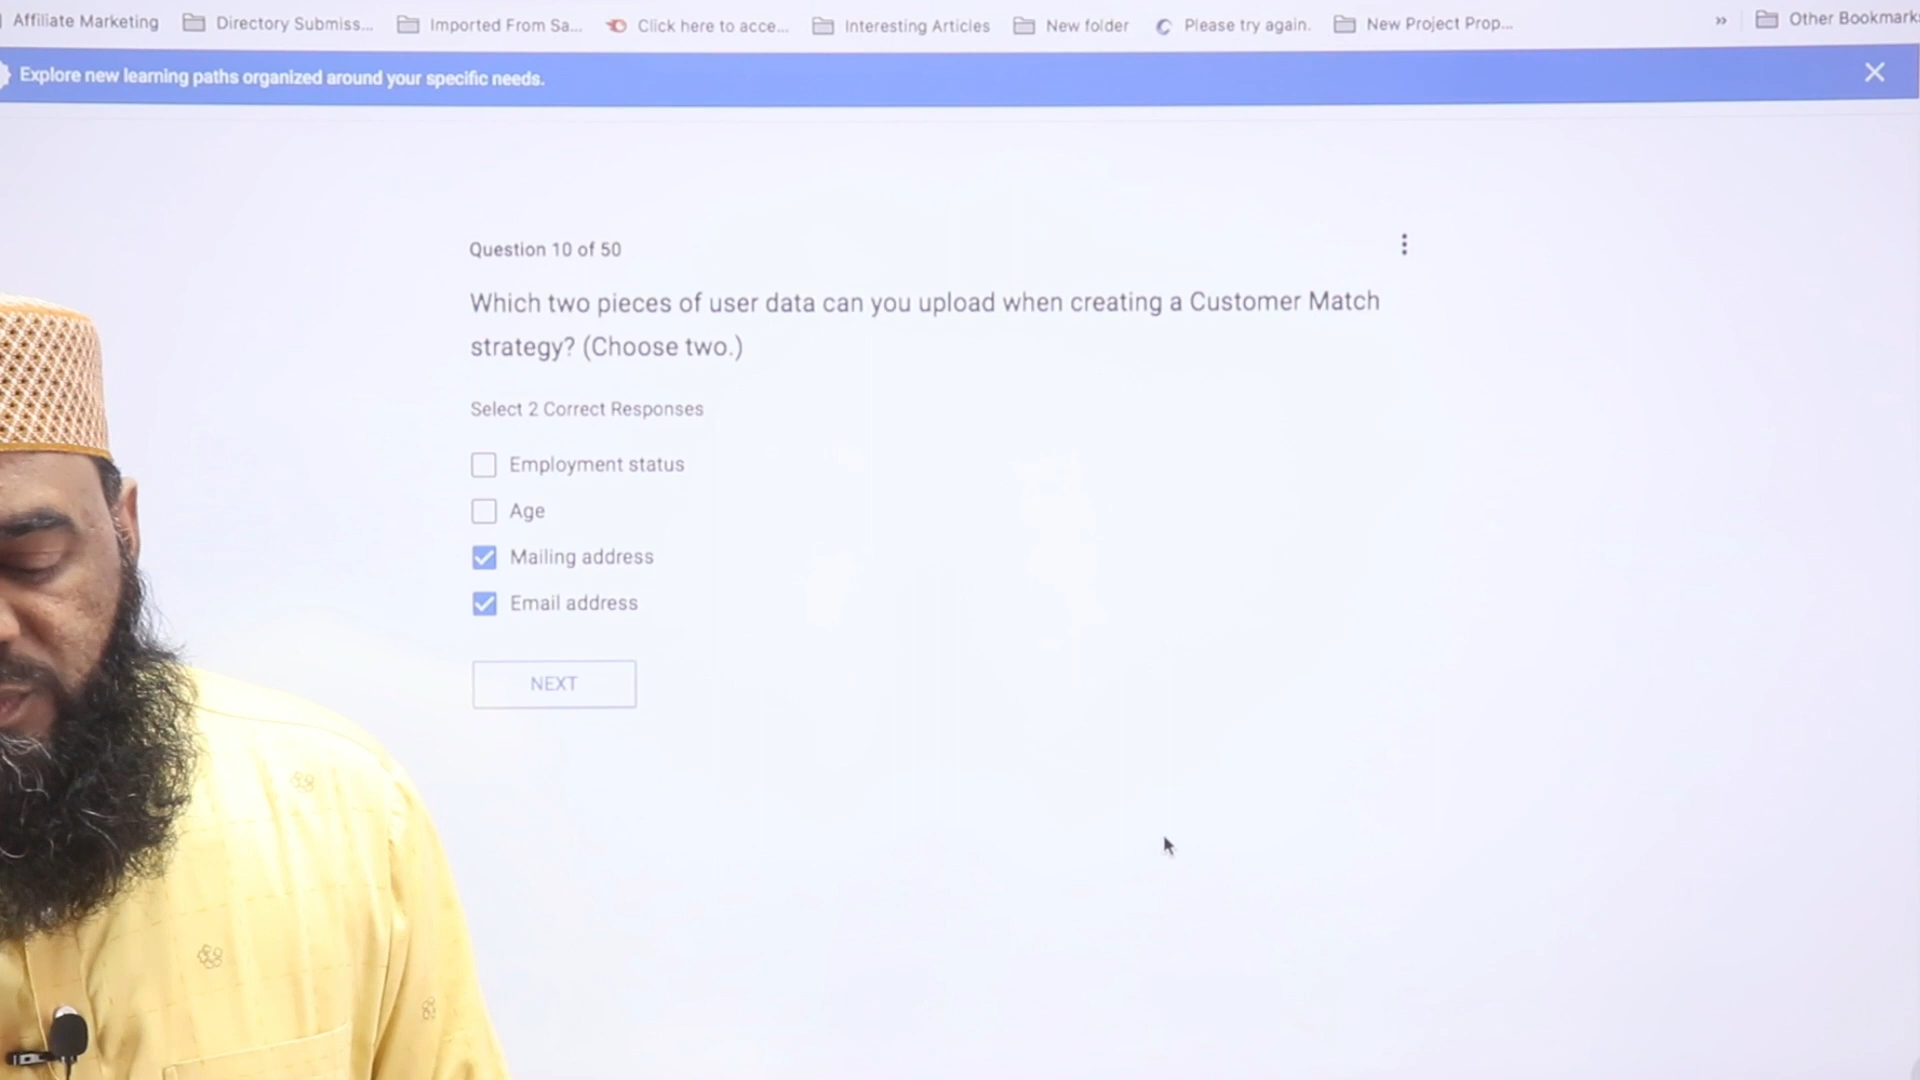 Affiliate Marketing Directory Submiss... Imported From Sa... Click here to acce... Interesting Articles New folder Please try again. New Project Prop... » Other Bookmark
Explore new learning paths organized around your specific needs.
Question 10 of 50
Which two pieces of user data can you upload when creating a Customer Match
strategy? (Choose two.)
Select 2 Correct Responses
Employment status
Age
Mailing address
Email address
NEXT